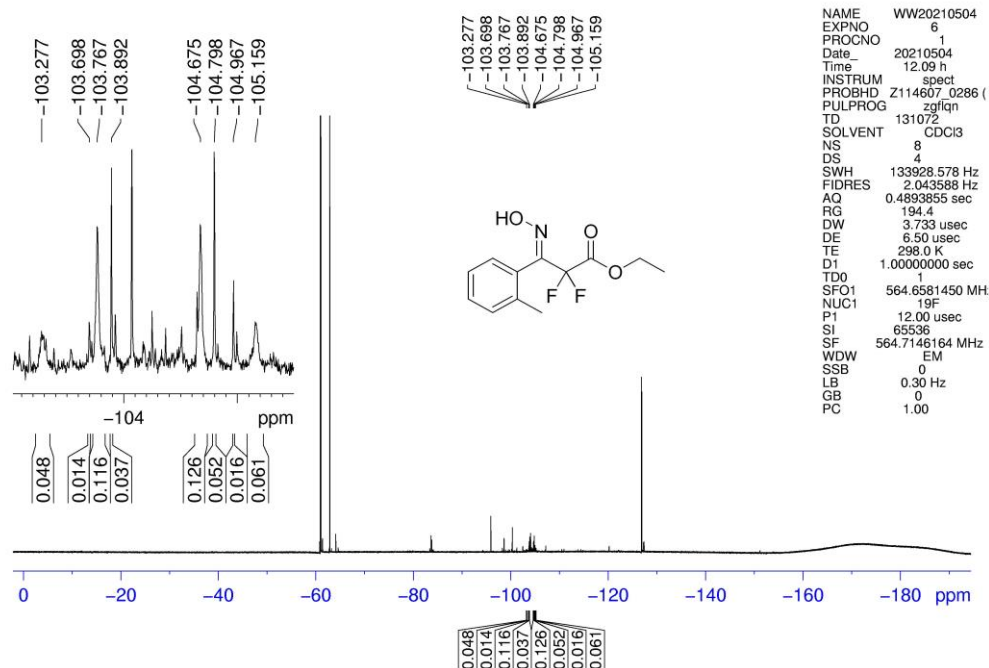 -103.277
-103.698
-103.767
-103.892
-104.675
-104.798
-104.967
-105.159
-103.277
-103.698
-103.767
-103.892
-104.675
-104.798
-104.967
-105.159
NAME WW20210504
EXPNO 6
PROCNO 1
Date_ 20210504
Time 12.09 h
INSTRUM spect
PROBHD Z114607_0286 (
PULPROG zgflqn
TD 131072
SOLVENT CDCl3
NS 8
DS 4
SWH 133928.578 Hz
FIDRES 2.043588 Hz
AQ 0.4893855 sec
RG 194.4
DW 3.733 usec
DE 6.50 usec
TE 298.0 K
D1 1.00000000 sec
TD0 1
SFO1 564.6581450 MHz
NUC1 19F
P1 12.00 usec
SI 65536
SF 564.7146164 MHz
WDW EM
SSB 0
LB 0.30 Hz
GB 0
PC 1.00
HO
N
O
O
F F
-104 ppm
0.048
0.014
0.116
0.037
0.126
0.052
0.016
0.061
0 -20 -40 -60 -80 -100 -120 -140 -160 -180 ppm
0.048
0.014
0.116
0.037
0.126
0.052
0.016
0.061